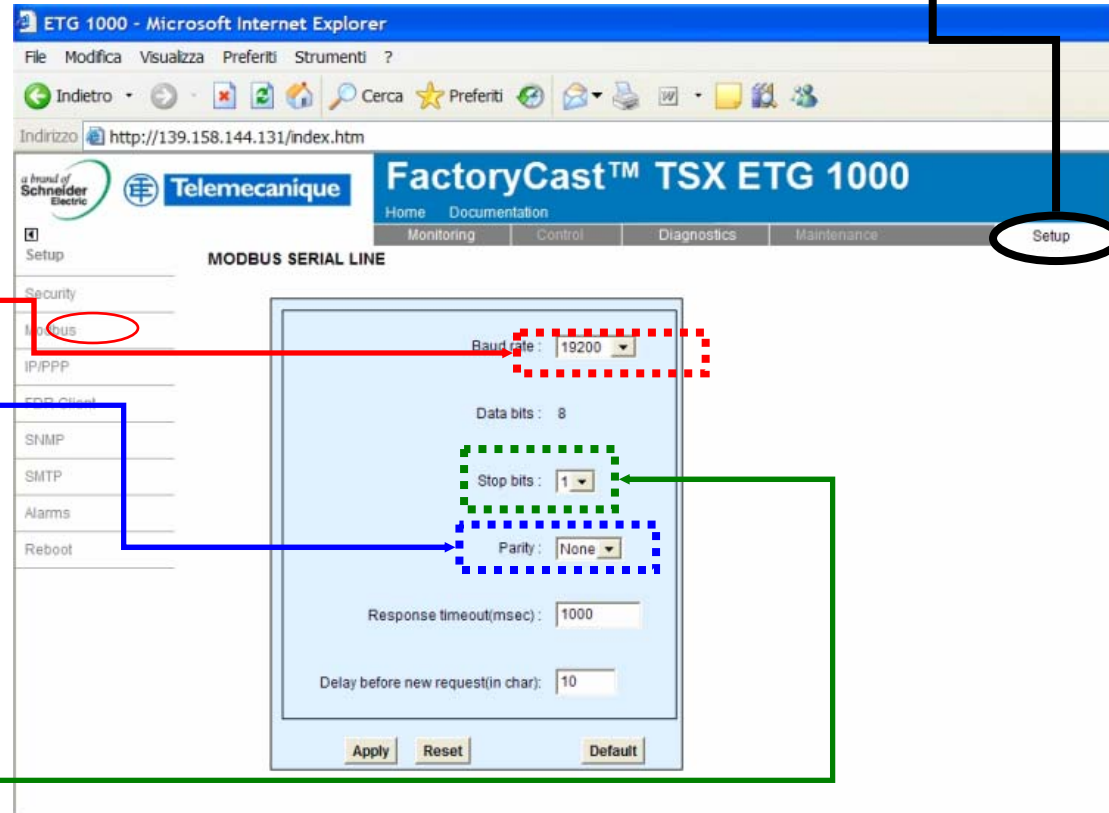 ETG 1000 - Microsoft Internet Explorer
File Modifica Visualizza Preferiti Strumenti ?
Indietro Cerca Preferiti
Indirizzo http://139.158.144.131/index.htm
a brand of
Schneider
Electric
Telemecanique
FactoryCast™ TSX ETG 1000
Home Documentation
Monitoring Control Diagnostics Maintenance Setup
Setup
MODBUS SERIAL LINE
Security
Modbus
IP/PPP
FDR Client
SNMP
SMTP
Alarms
Reboot
Baud rate : 19200
Data bits : 8
Stop bits : 1
Parity : None
Response timeout(msec) : 1000
Delay before new request(in char): 10
Apply Reset Default